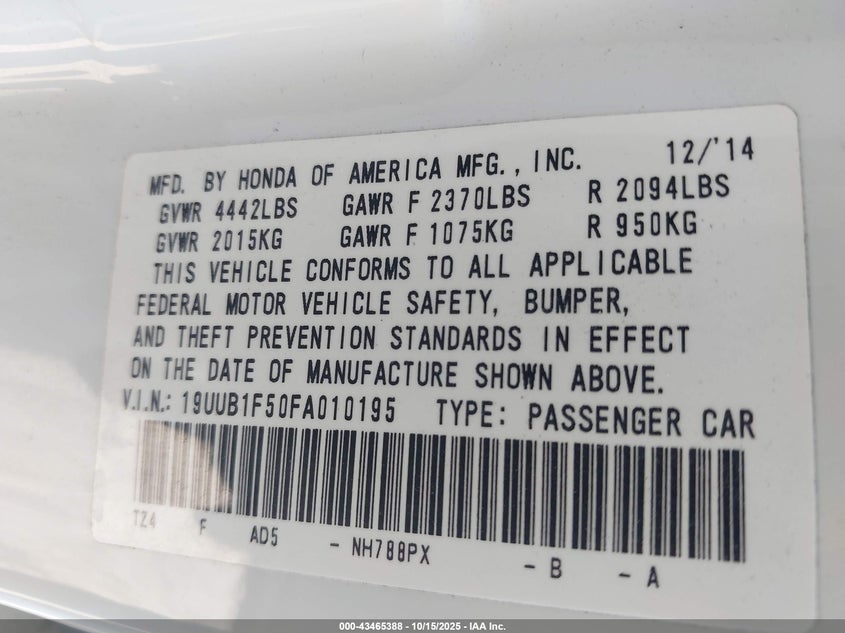 MFD. BY HONDA OF AMERICA MFG., INC. 12/'14
GVWR 4442LBS GAWR F 2370LBS R 2094LBS
GVWR 2015KG GAWR F 1075KG R 950KG
THIS VEHICLE CONFORMS TO ALL APPLICABLE
FEDERAL MOTOR VEHICLE SAFETY, BUMPER,
AND THEFT PREVENTION STANDARDS IN EFFECT
ON THE DATE OF MANUFACTURE SHOWN ABOVE.
V.I.N.: 19UUB1F50FA010195 TYPE: PASSENGER CAR
TZ4 F AD5 - NH788PX - B - A
000-43465388 - 10/15/2025 - IAA Inc.